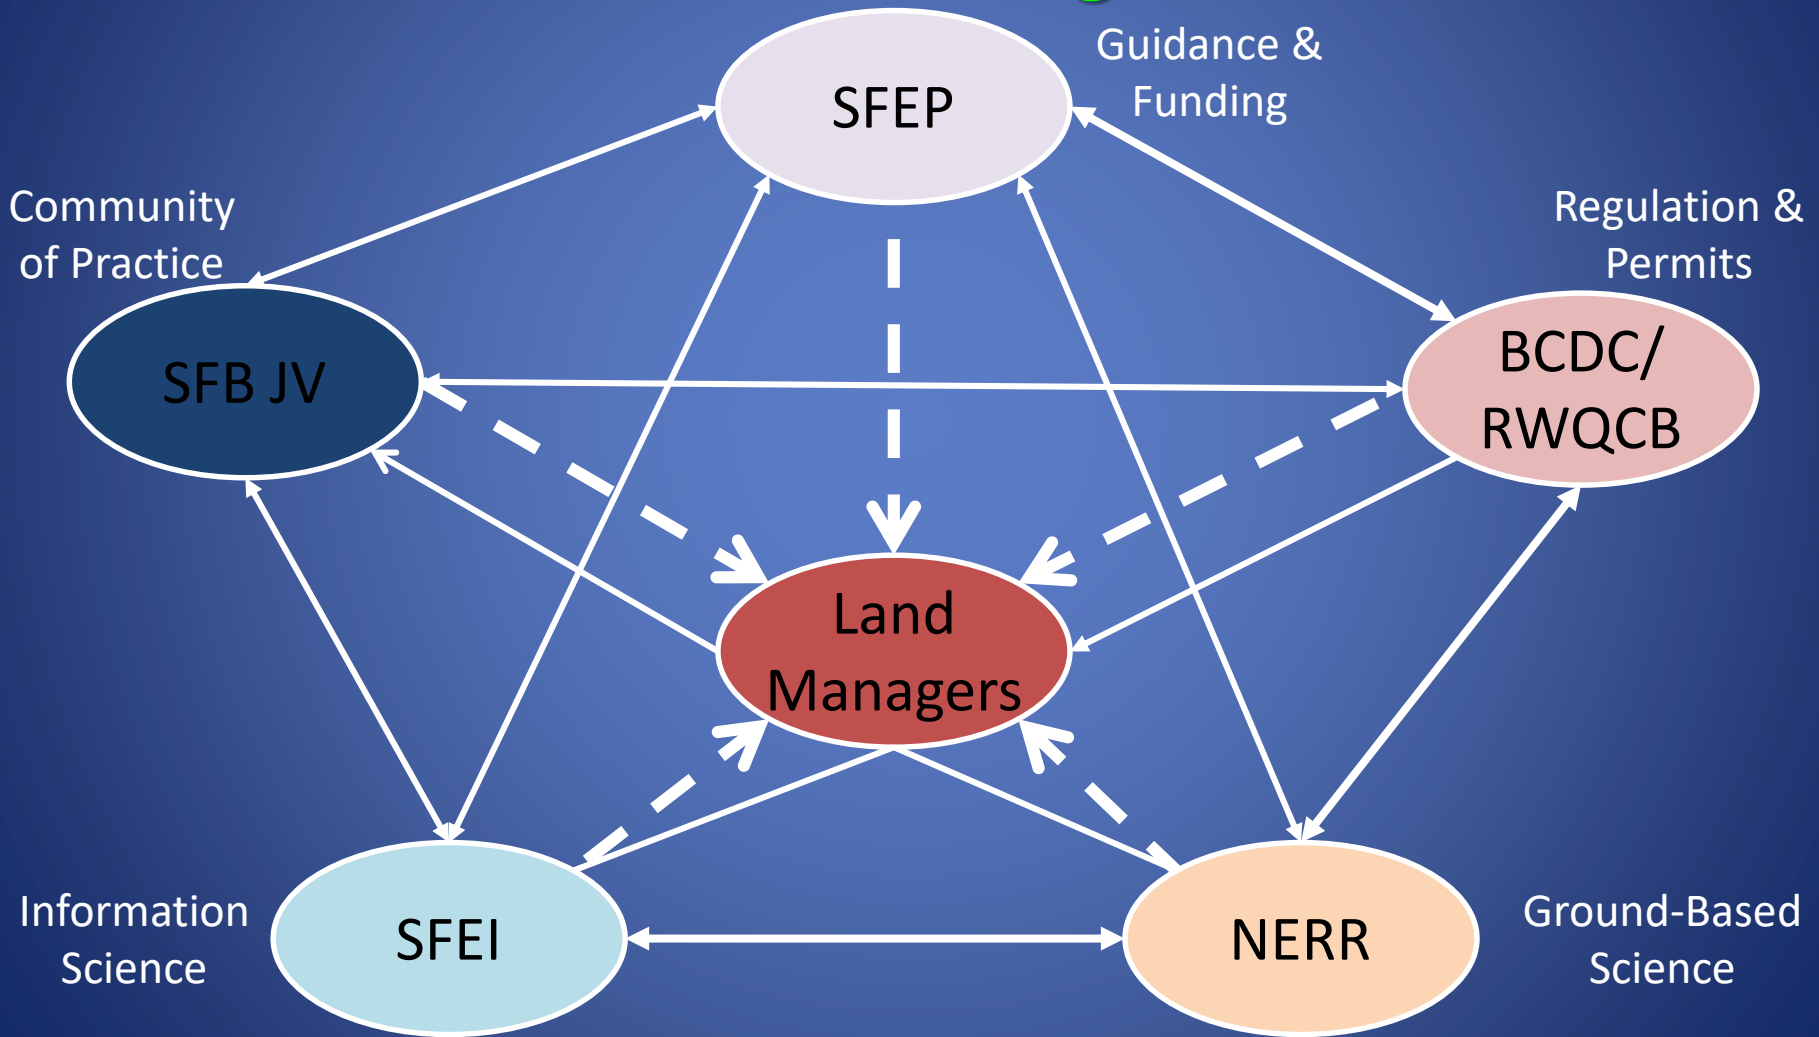 SFEP
Guidance &
Funding
Community
of Practice
Regulation &
Permits
SFB JV
BCDC/
RWQCB
Land
Managers
Information
Science
SFEI
NERR
Ground-Based
Science